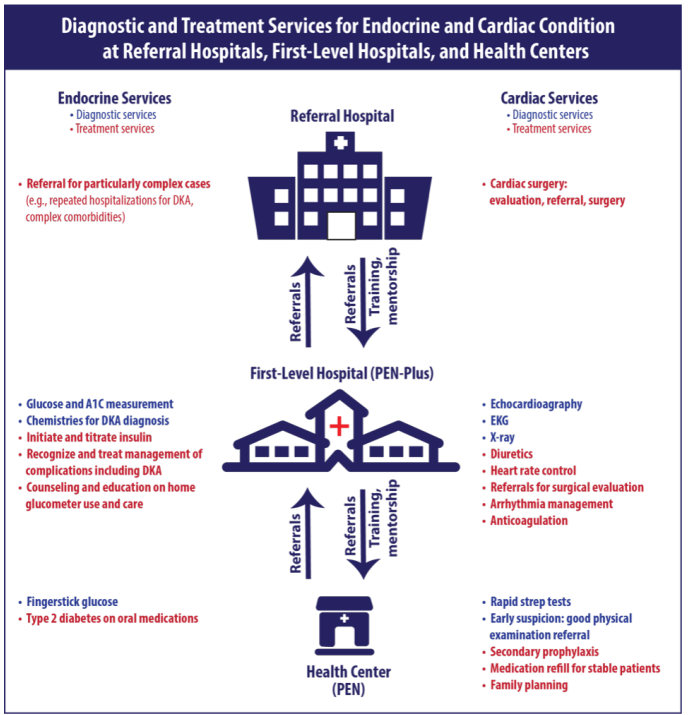 Diagnostic and Treatment Services for Endocrine and Cardiac Condition
at Referral Hospitals, First-Level Hospitals, and Health Centers
Endocrine Services
• Diagnostic services
• Treatment services
Referral Hospital
Cardiac Services
• Diagnostic services
• Treatment services
• Referral for particularly complex cases
(e.g., repeated hospitalizations for DKA,
complex comorbidities)
• Cardiac surgery:
evaluation, referral, surgery
Referrals
Referrals
Training,
mentorship
First-Level Hospital (PEN-Plus)
• Glucose and A1C measurement
• Chemistries for DKA diagnosis
• Initiate and titrate insulin
• Recognize and treat management of
complications including DKA
• Counseling and education on home
glucometer use and care
• Echocardioagraphy
• EKG
• X-ray
• Diuretics
• Heart rate control
• Referrals for surgical evaluation
• Arrhythmia management
• Anticoagulation
Referrals
Referrals
Training,
mentorship
• Fingerstick glucose
• Type 2 diabetes on oral medications
Health Center
(PEN)
• Rapid strep tests
• Early suspicion: good physical
examination referral
• Secondary prophylaxis
• Medication refill for stable patients
• Family planning